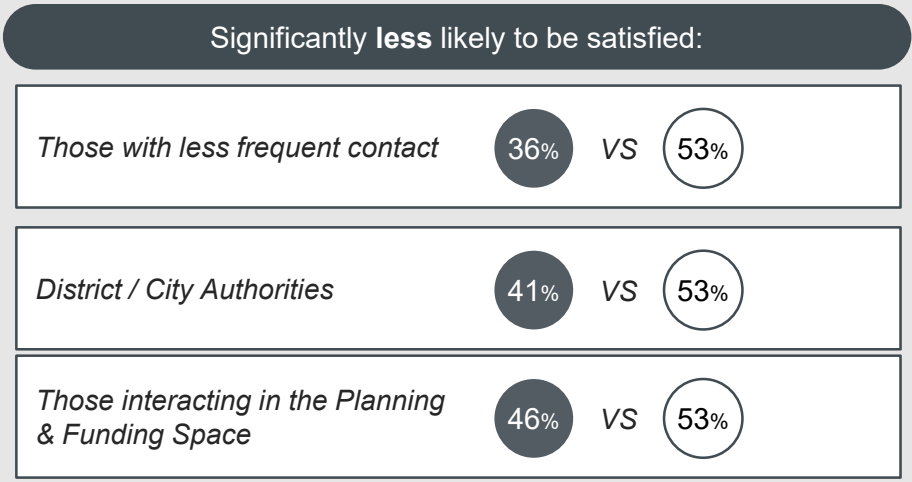 Significantly less likely to be satisfied:
Those with less frequent contact 36% VS 53%
District / City Authorities 41% VS 53%
Those interacting in the Planning
& Funding Space 46% VS 53%